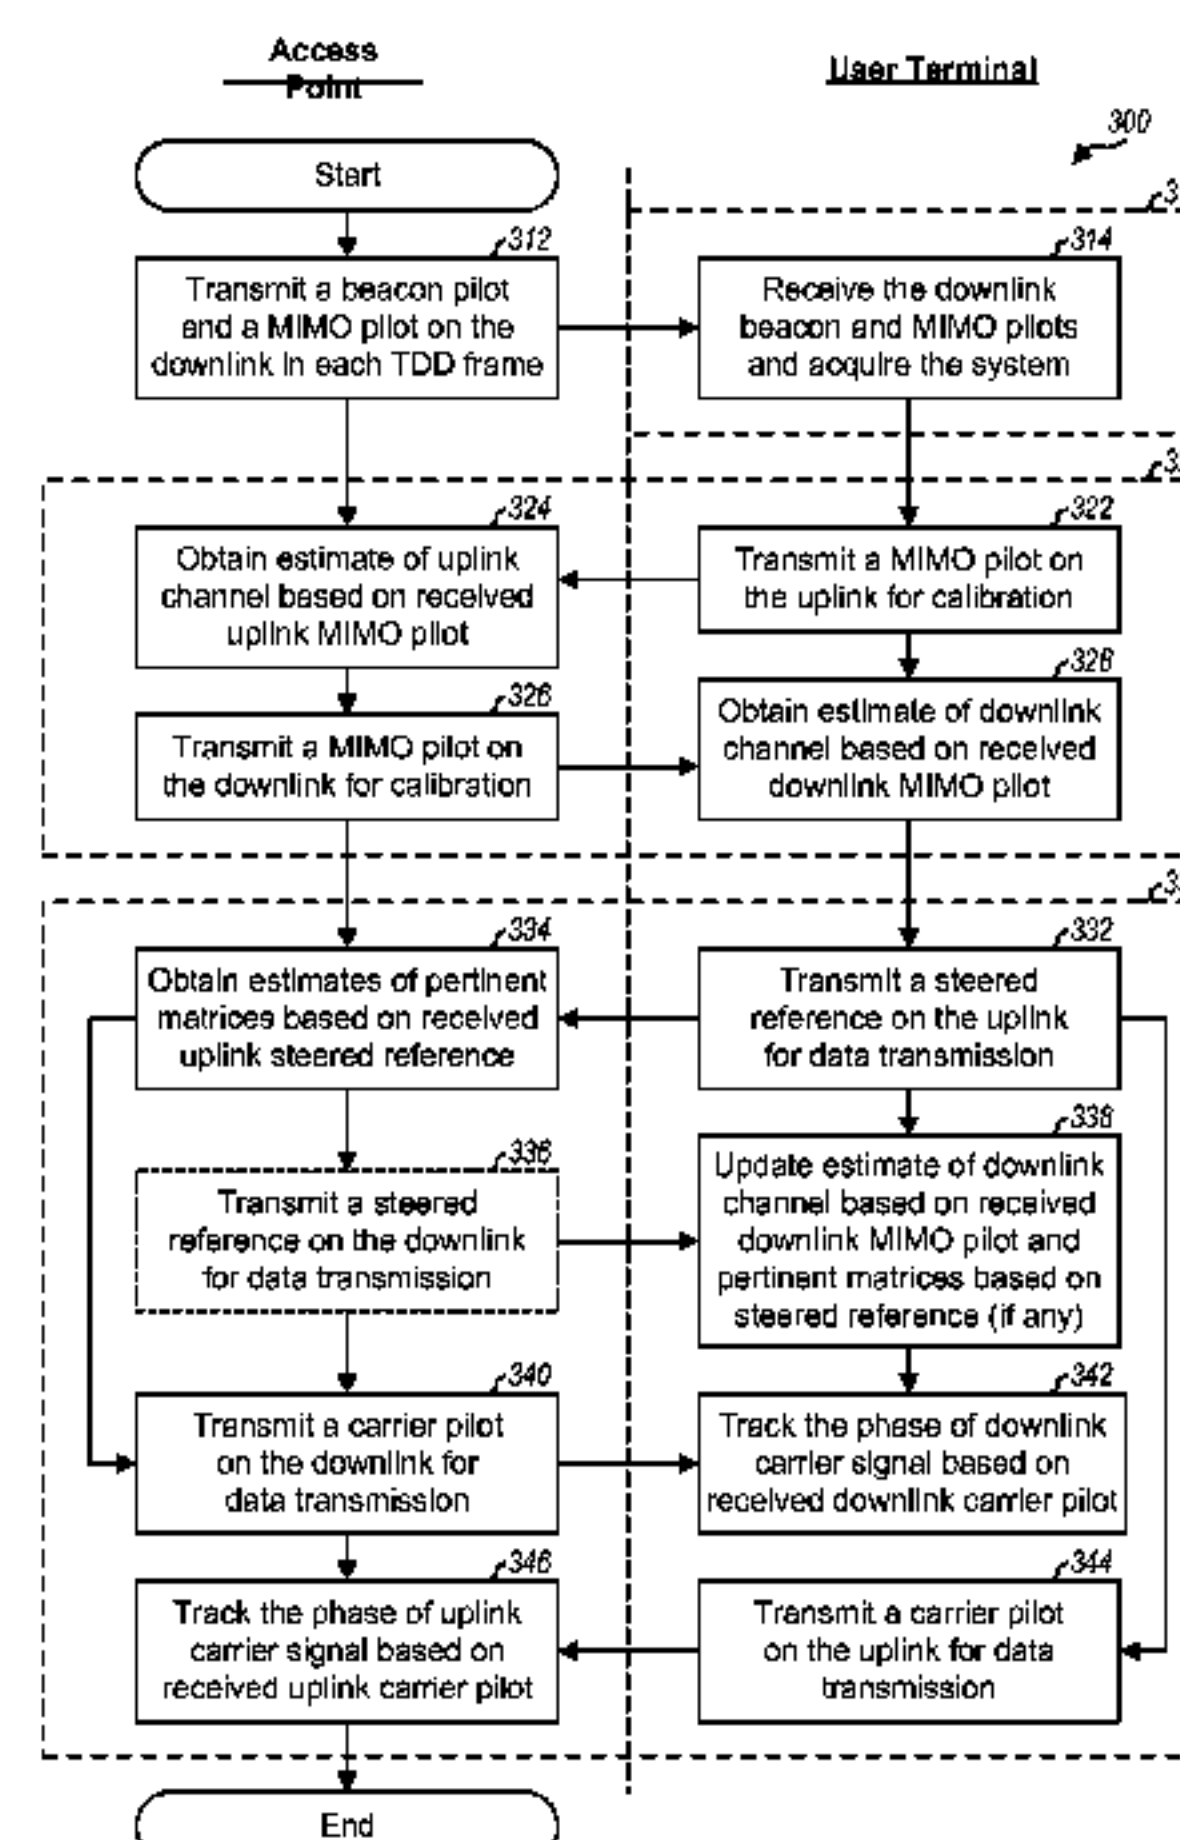 Access
Point
User Terminal
300
Start
312
Transmit a beacon pilot
and a MIMO pilot on the
downlink in each TDD frame
314
Receive the downlink
beacon and MIMO pilots
and acquire the system
324
Obtain estimate of uplink
channel based on received
uplink MIMO pilot
322
Transmit a MIMO pilot on
the uplink for calibration
326
Transmit a MIMO pilot on
the downlink for calibration
328
Obtain estimate of downlink
channel based on received
downlink MIMO pilot
334
Obtain estimates of pertinent
matrices based on received
uplink steered reference
332
Transmit a steered
reference on the uplink
for data transmission
336
Transmit a steered
reference on the downlink
for data transmission
338
Update estimate of downlink
channel based on received
downlink MIMO pilot and
pertinent matrices based on
steered reference (if any)
340
Transmit a carrier pilot
on the downlink for
data transmission
342
Track the phase of downlink
carrier signal based on
received downlink carrier pilot
346
Track the phase of uplink
carrier signal based on
received uplink carrier pilot
344
Transmit a carrier pilot
on the uplink for data
transmission
End